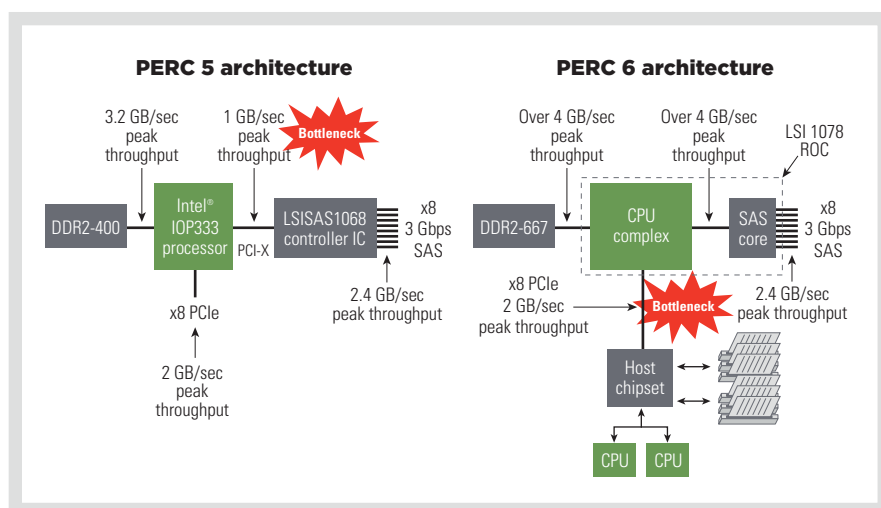 PERC 5 architecture
3.2 GB/sec
peak
throughput
1 GB/sec
peak
throughput
Bottleneck
DDR2-400
Intel®
IOP333
processor
PCI-X
LSISAS1068
controller IC
x8
3 Gbps
SAS
x8 PCIe
2.4 GB/sec
peak throughput
2 GB/sec
peak
throughput
PERC 6 architecture
Over 4 GB/sec
peak
throughput
Over 4 GB/sec
peak
throughput
LSI 1078
ROC
DDR2-667
CPU
complex
SAS
core
x8
3 Gbps
SAS
x8 PCIe
2 GB/sec
peak throughput
Bottleneck
2.4 GB/sec
peak throughput
Host
chipset
CPU
CPU